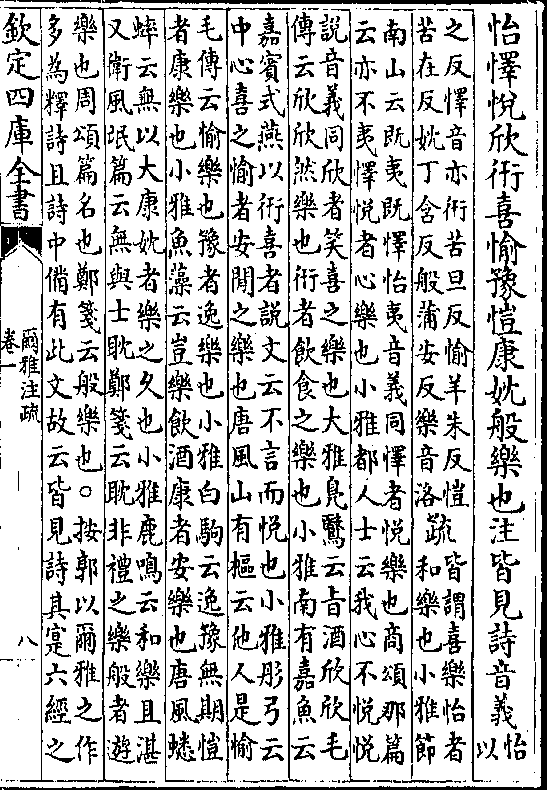 怡懌悦欣衎喜愉豫愷康妉般樂也注皆見詩音義怡
以
之反懌音亦衎苦旦反愉羊朱反愷
苦在反妉丁含反般蒲安反樂音洛
疏
皆謂喜樂怡者
和樂也小雅節
南山云既夷既懌怡夷音義同懌者悦樂也商頌那篇
云亦不夷懌悦者心樂也小雅都人士云我心不悦悦
說音義同欣者笑喜之樂也大雅鳬鷖云旨酒欣欣毛
傳云欣欣然樂也衎者飲食之樂也小雅南有嘉魚云
嘉賓式燕以衎喜者說文云不言而悦也小雅彤弓云
中心喜之愉者安閒之樂也唐風山有樞云他人是愉
毛傳云愉樂也豫者逸樂也小雅白駒云逸豫無期愷
者康樂也小雅魚藻云豈樂飲酒康者安樂也唐風蟋
蟀云無以大康妉者樂之久也小雅鹿鳴云和樂且湛
又衛風氓篇云無與士耽鄭箋云耽非禮之樂般者遊
樂也周頌篇名也鄭箋云般樂也○按郭以爾雅之作
多為釋詩且詩中備有此文故云皆見詩其寔六經之
欽定四庫全書
爾雅注疏
卷一
八